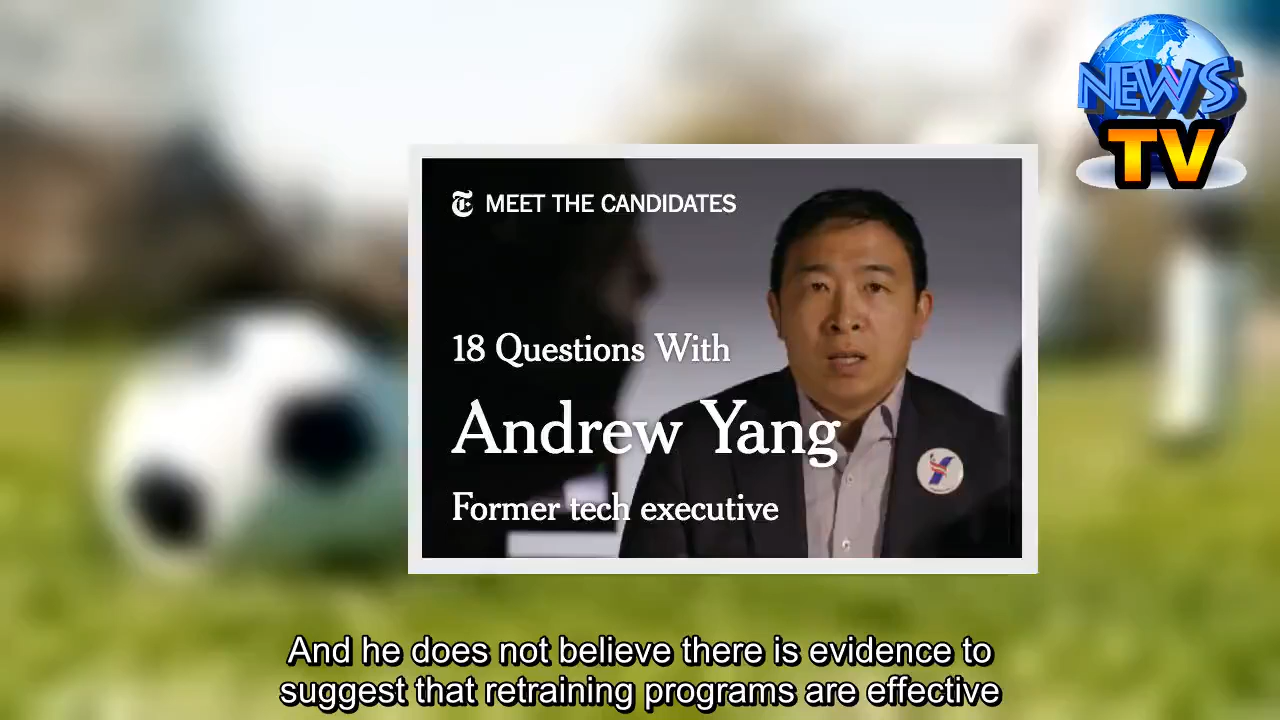 NEWS
TV
MEET THE CANDIDATES
18 Questions With
Andrew Yang
Former tech executive
And he does not believe there is evidence to
suggest that retraining programs are effective